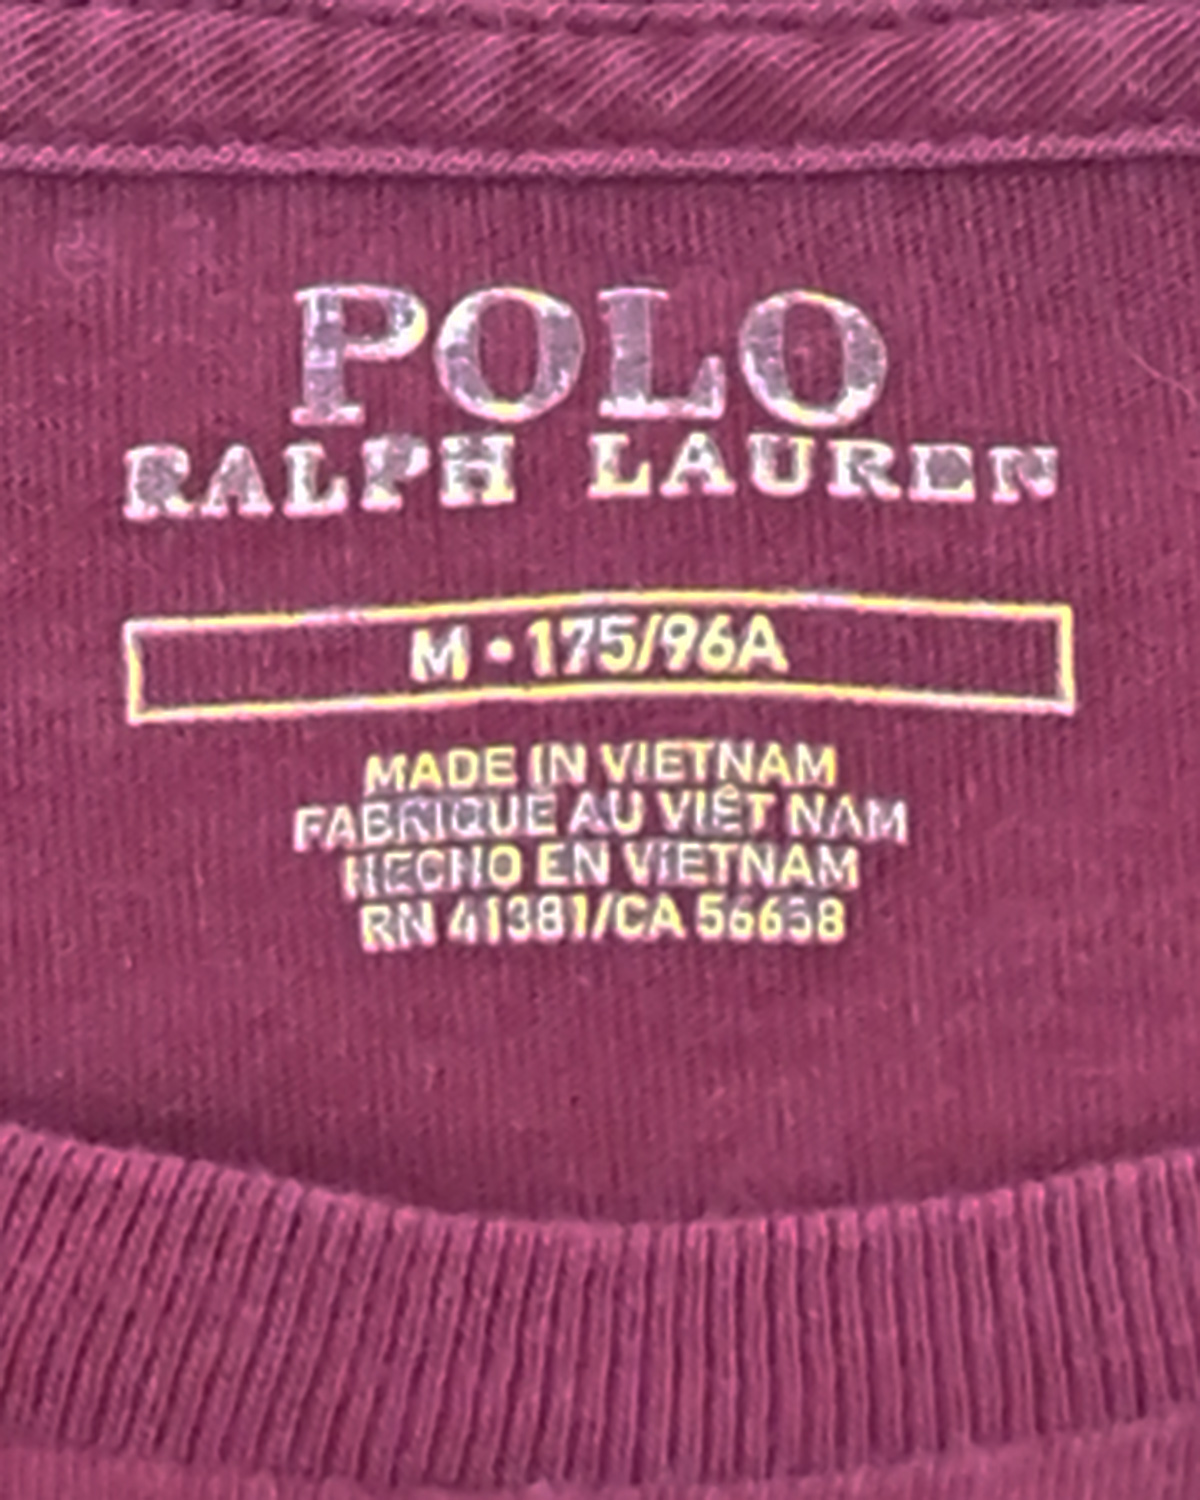 POLO
RALPH LAUREN
M • 175/96A
MADE IN VIETNAM
FABRIQUE AU VIÊT NAM
HECHO EN VIETNAM
RN 41381/CA 56658